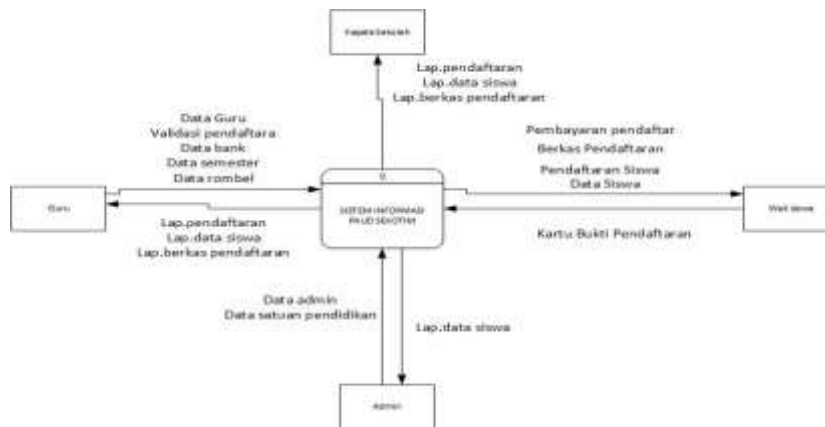 Kepala Sekolah
Lap.pendaftaran
Lap.data siswa
Lap.berkas pendaftaran
Data Guru
Validasi pendaftara
Data bank
Data semester
Data rombel
Pembayaran pendaftar
Berkas Pendaftaran
Pendaftaran Siswa
Data Siswa
Guru
SISTEM INFORMASI
Wali siswa
Lap.pendaftaran
Lap.data siswa
Lap.berkas pendaftaran
Kartu Bukti Pendaftaran
Data admin
Data satuan pendidikan
Lap.data siswa
Admin